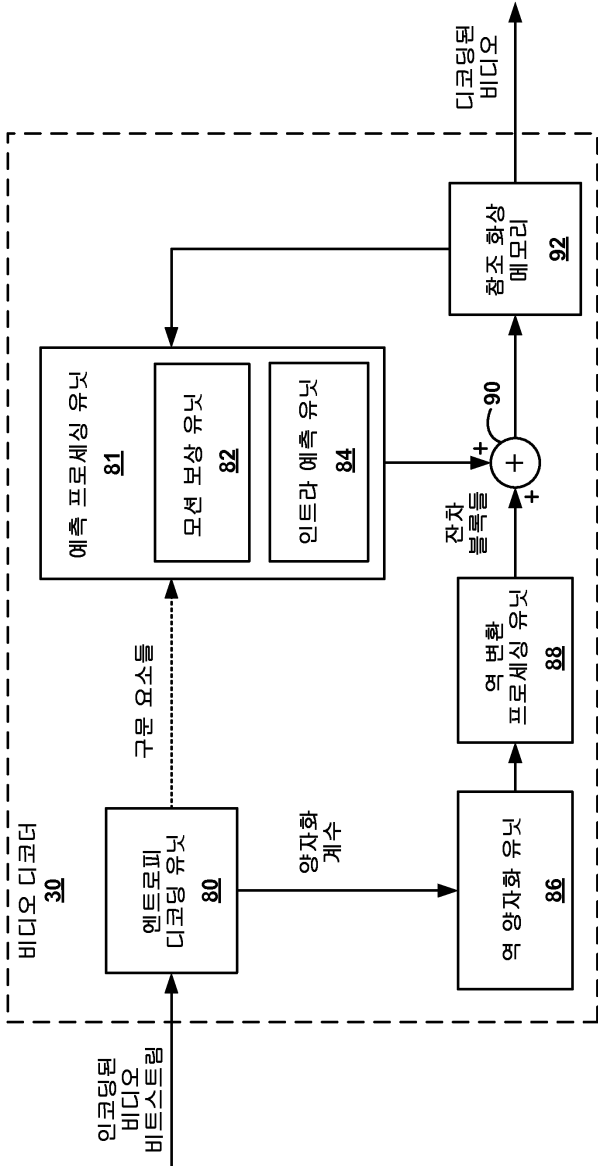 비디오 디코더
30
인코딩된
비디오
비트스트림
엔트로피
디코딩 유닛
80
구문 요소들
예측 프로세싱 유닛
81
모션 보상 유닛
82
인트라 예측 유닛
84
양자화
계수
역 양자화 유닛
86
역 변환
프로세싱 유닛
88
잔차
블록들
+
+
+
90
참조 화상
메모리
92
디코딩된
비디오